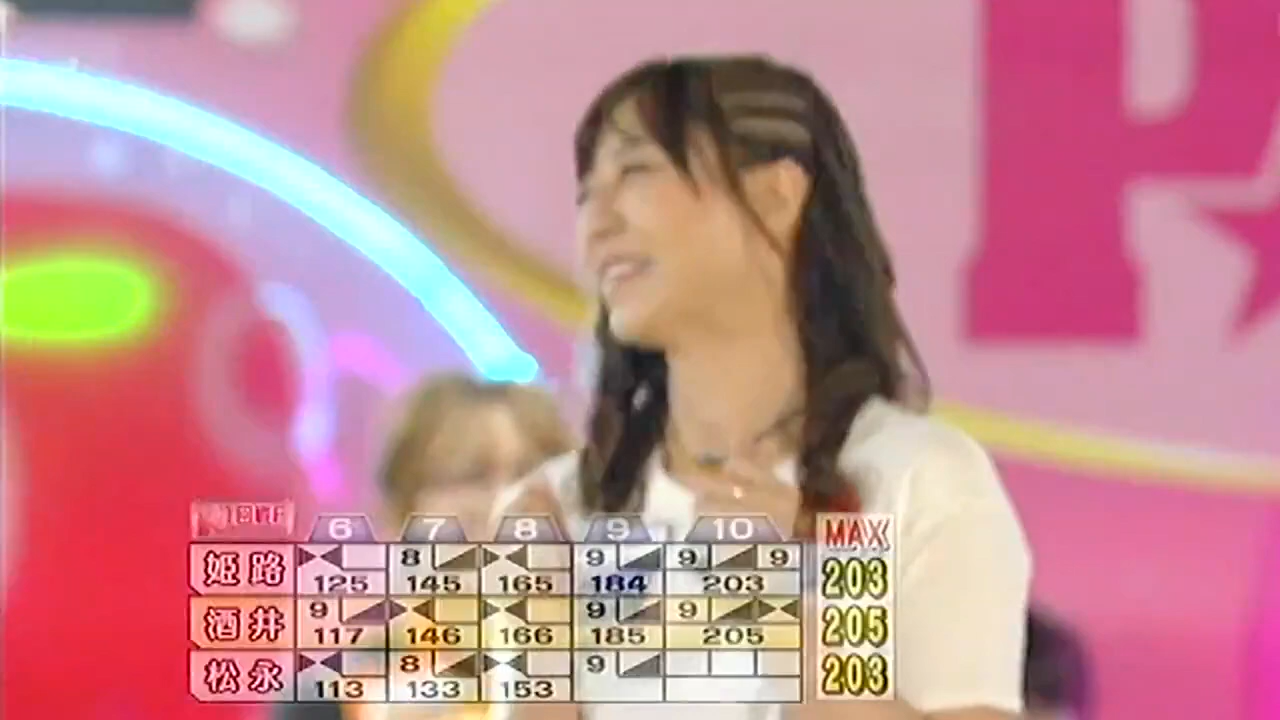 P★
6 7 8 9 10 MAX
姫路 8 9 9 9
125 145 165 184 203 203
酒井 9 9 9
117 146 166 185 205 205
松永 8 9
113 133 153 203